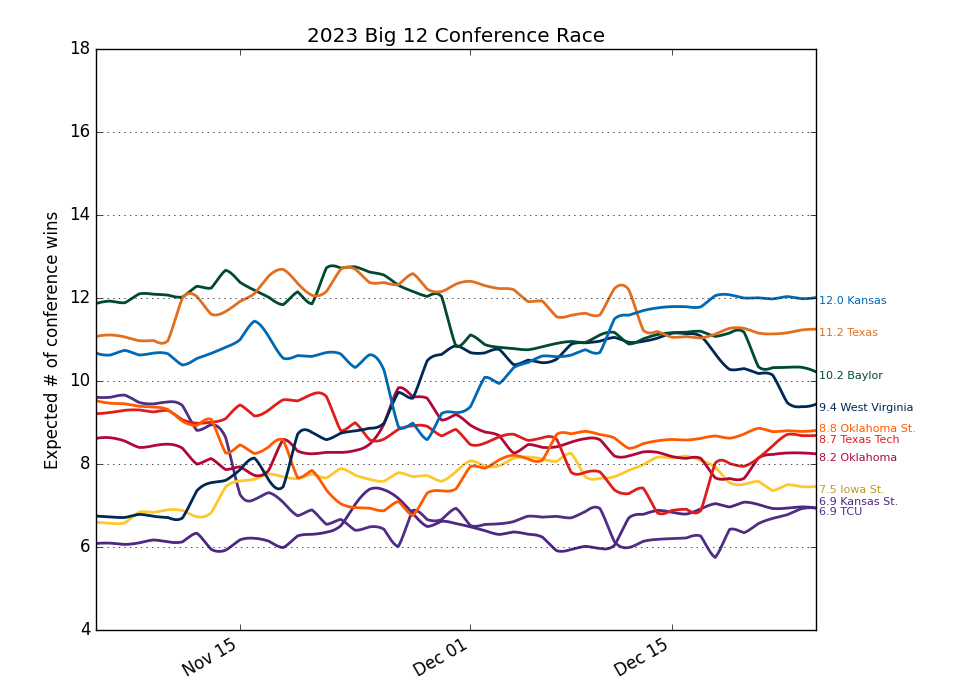 2023 Big 12 Conference Race
Expected # of conference wins
18
16
14
12
10
8
6
4
12.0 Kansas
11.2 Texas
10.2 Baylor
9.4 West Virginia
8.8 Oklahoma St.
8.7 Texas Tech
8.2 Oklahoma
7.5 Iowa St.
6.9 Kansas St.
6.9 TCU
Nov 15
Dec 01
Dec 15